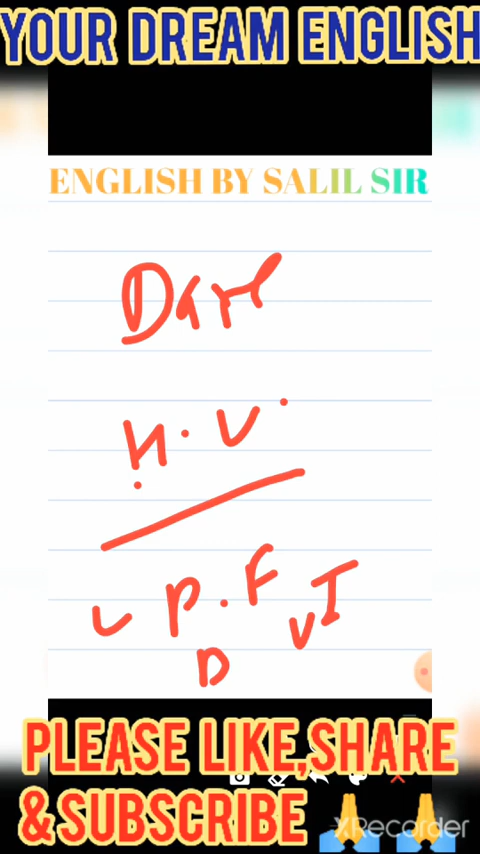 YOUR DREAM ENGLISH
ENGLISH BY SALIL SIR
Dare
H. V.
P. F
I
D
V
PLEASE LIKE,SHARE
&SUBSCRIBE 🙏 🙏
XRecorder